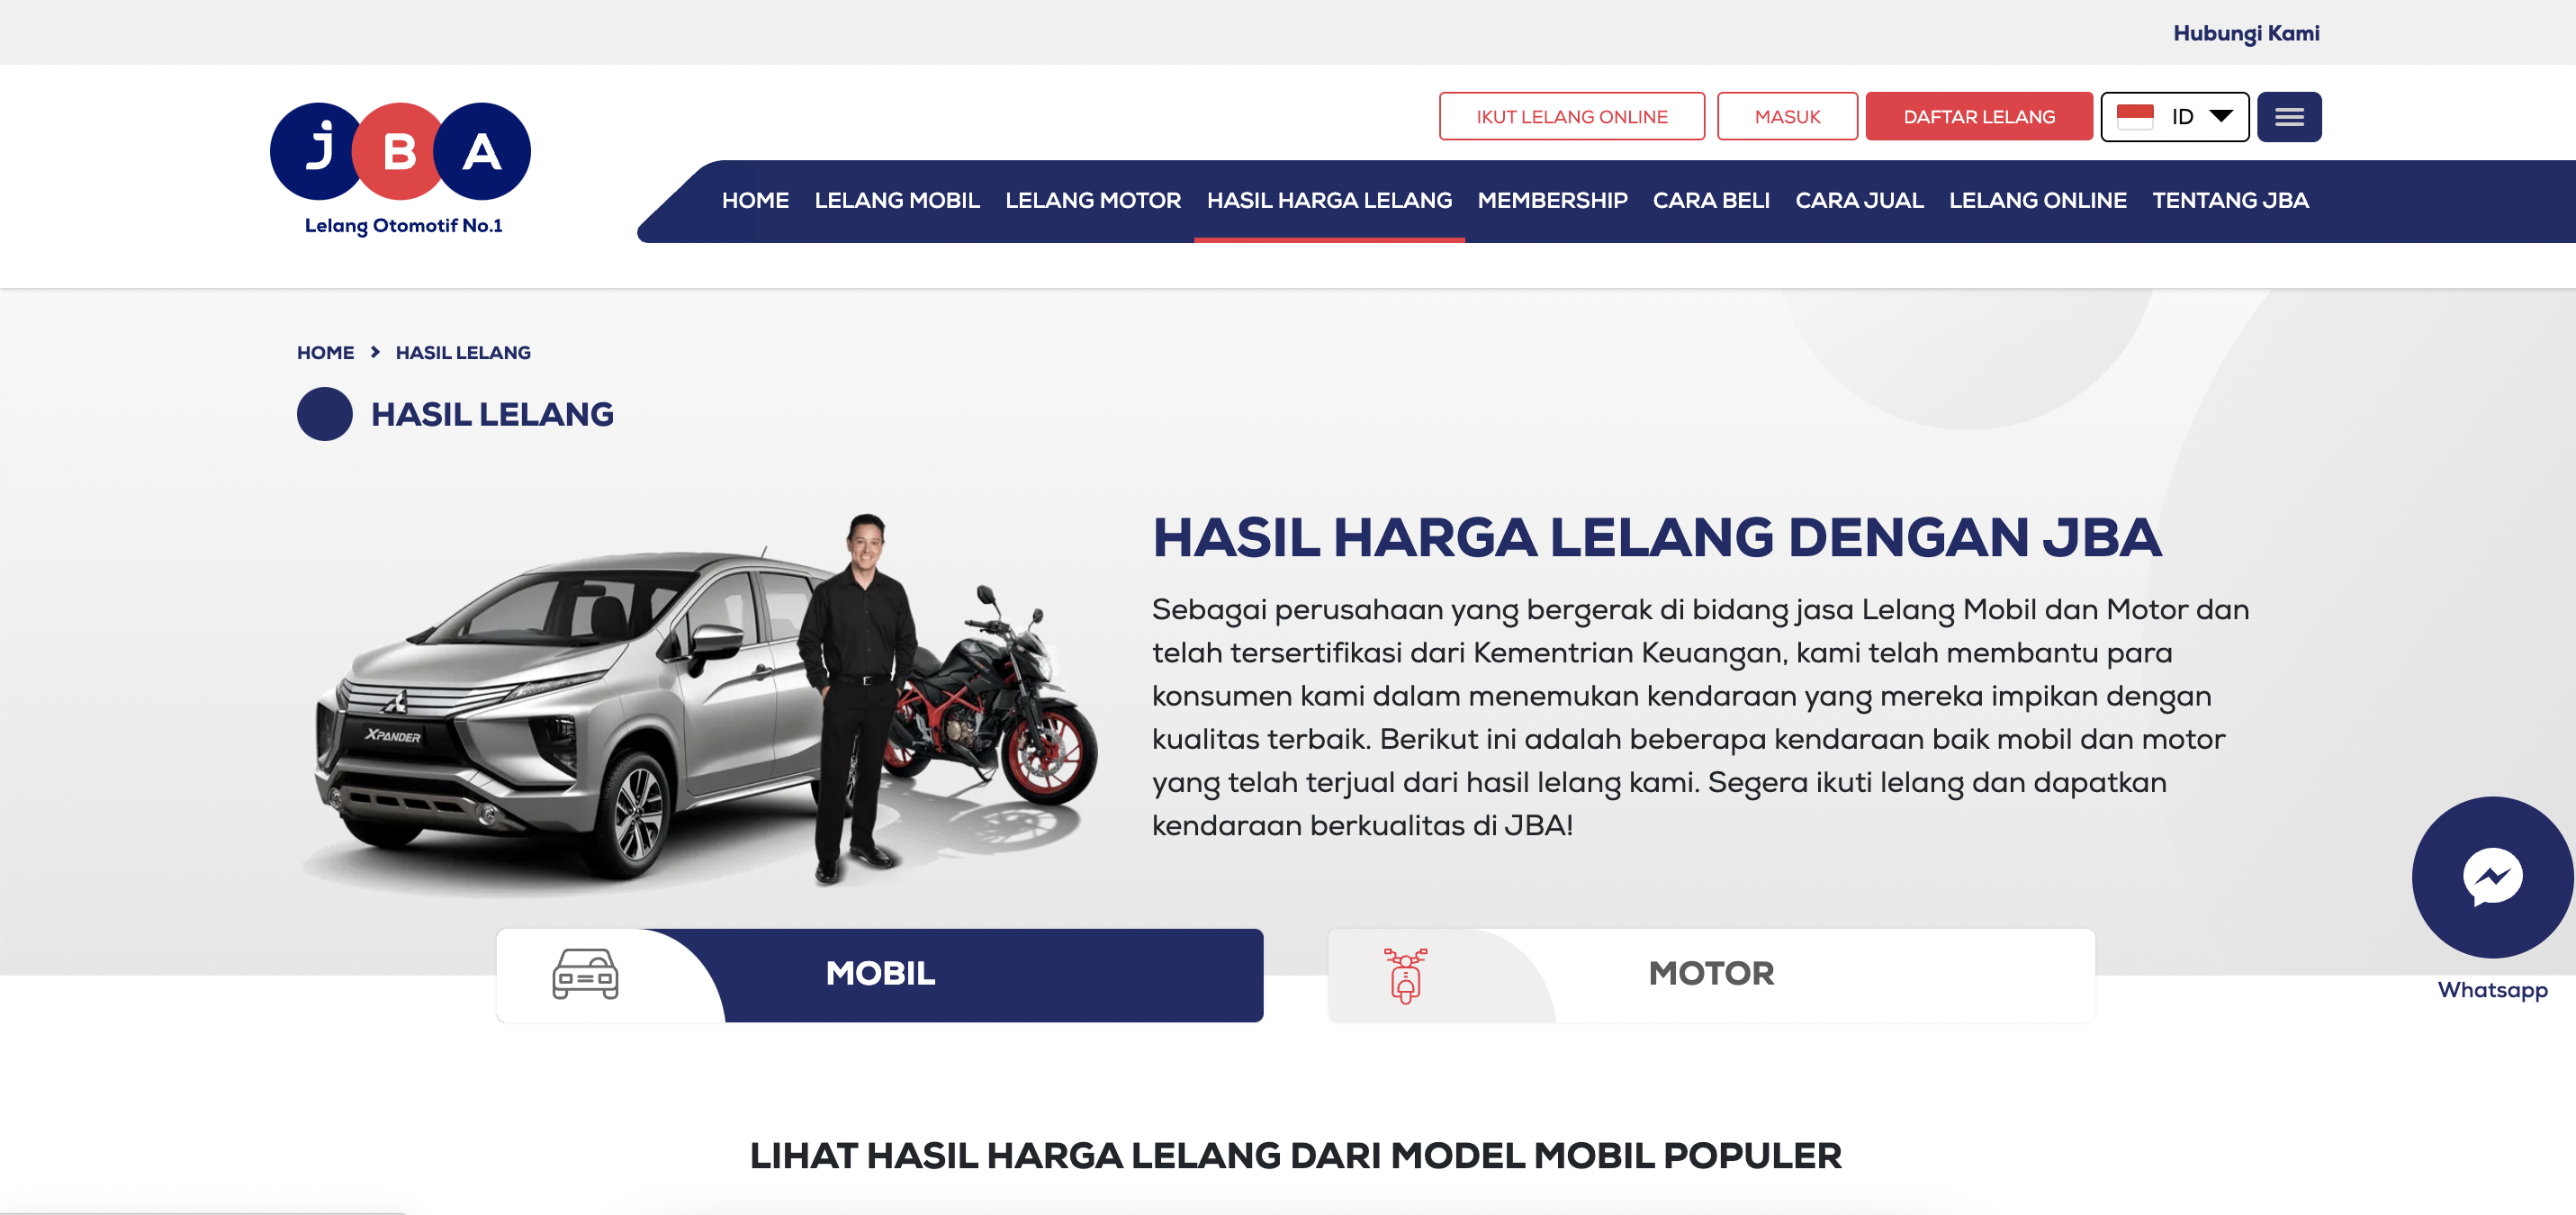 Hubungi Kami
IKUT LELANG ONLINE
MASUK
DAFTAR LELANG
ID
JBA
Lelang Otomotif No.1
HOME
LELANG MOBIL
LELANG MOTOR
HASIL HARGA LELANG
MEMBERSHIP
CARA BELI
CARA JUAL
LELANG ONLINE
TENTANG JBA
HOME > HASIL LELANG
HASIL LELANG
XPANDER
HASIL HARGA LELANG DENGAN JBA
Sebagai perusahaan yang bergerak di bidang jasa Lelang Mobil dan Motor dan
telah tersertifikasi dari Kementrian Keuangan, kami telah membantu para
konsumen kami dalam menemukan kendaraan yang mereka impikan dengan
kualitas terbaik. Berikut ini adalah beberapa kendaraan baik mobil dan motor
yang telah terjual dari hasil lelang kami. Segera ikuti lelang dan dapatkan
kendaraan berkualitas di JBA!
Whatsapp
MOBIL
MOTOR
LIHAT HASIL HARGA LELANG DARI MODEL MOBIL POPULER